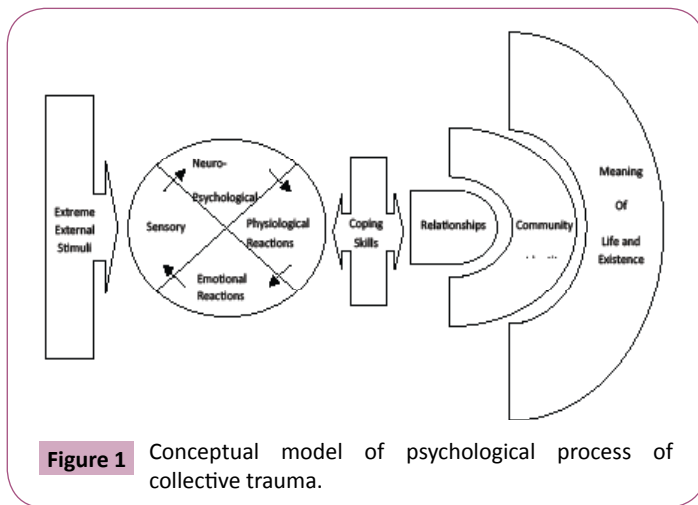 Extreme
External
Stimuli
Neuro-
Psychological
Sensory
Physiological
Reactions
Emotional
Reactions
Coping
Skills
Relationships
Community
Meaning
Of
Life and
Existence
Figure 1 Conceptual model of psychological process of
collective trauma.